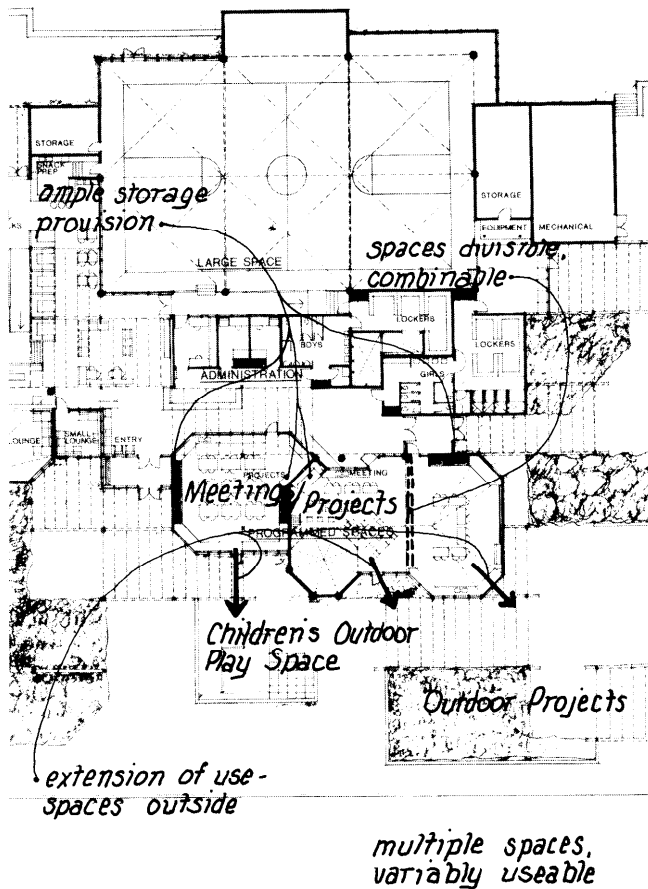 STORAGE
SNACK
PREP
ample storage
provision
STORAGE
EQUIPMENT
MECHANICAL
KS
spaces divisible,
combinable
LARGE SPACE
LOCKERS
BOYS
LOCKERS
ADMINISTRATION
GIRLS
LOUNGE
SMALL
LOUNGE
ENTRY
PROJECTS
MEETING
Meetings/
Projects
PROGRAMMED SPACES
Children's Outdoor
Play Space
Outdoor Projects
extension of use-
spaces outside
multiple spaces,
variably useable